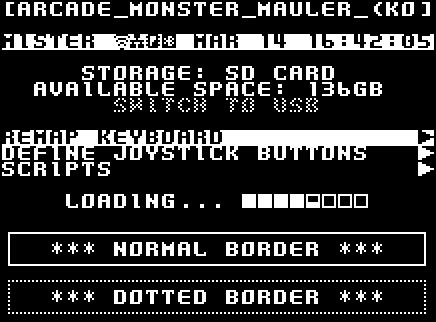 [ARCADE_MONSTER_MAULER_(KO]
MiSTER MAR 14 16:42:05
STORAGE: SD CARD
AVAILABLE SPACE: 136GB
SWITCH TO USB
REMAP KEYBOARD
DEFINE JOYSTICK BUTTONS
SCRIPTS
LOADING...
*** NORMAL BORDER ***
*** DOTTED BORDER ***